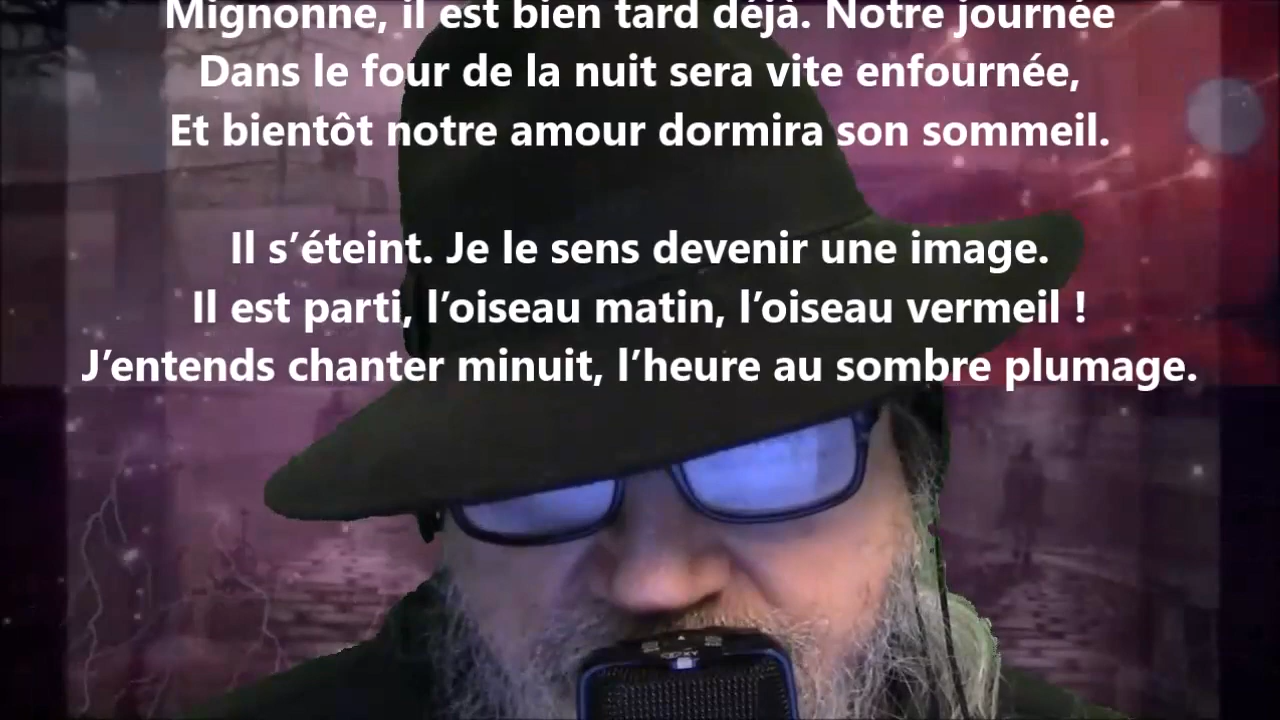 Mignonne, il est bien tard déjà. Notre journée
Dans le four de la nuit sera vite enfournée,
Et bientôt notre amour dormira son sommeil.
Il s’éteint. Je le sens devenir une image.
Il est parti, l’oiseau matin, l’oiseau vermeil !
J’entends chanter minuit, l’heure au sombre plumage.